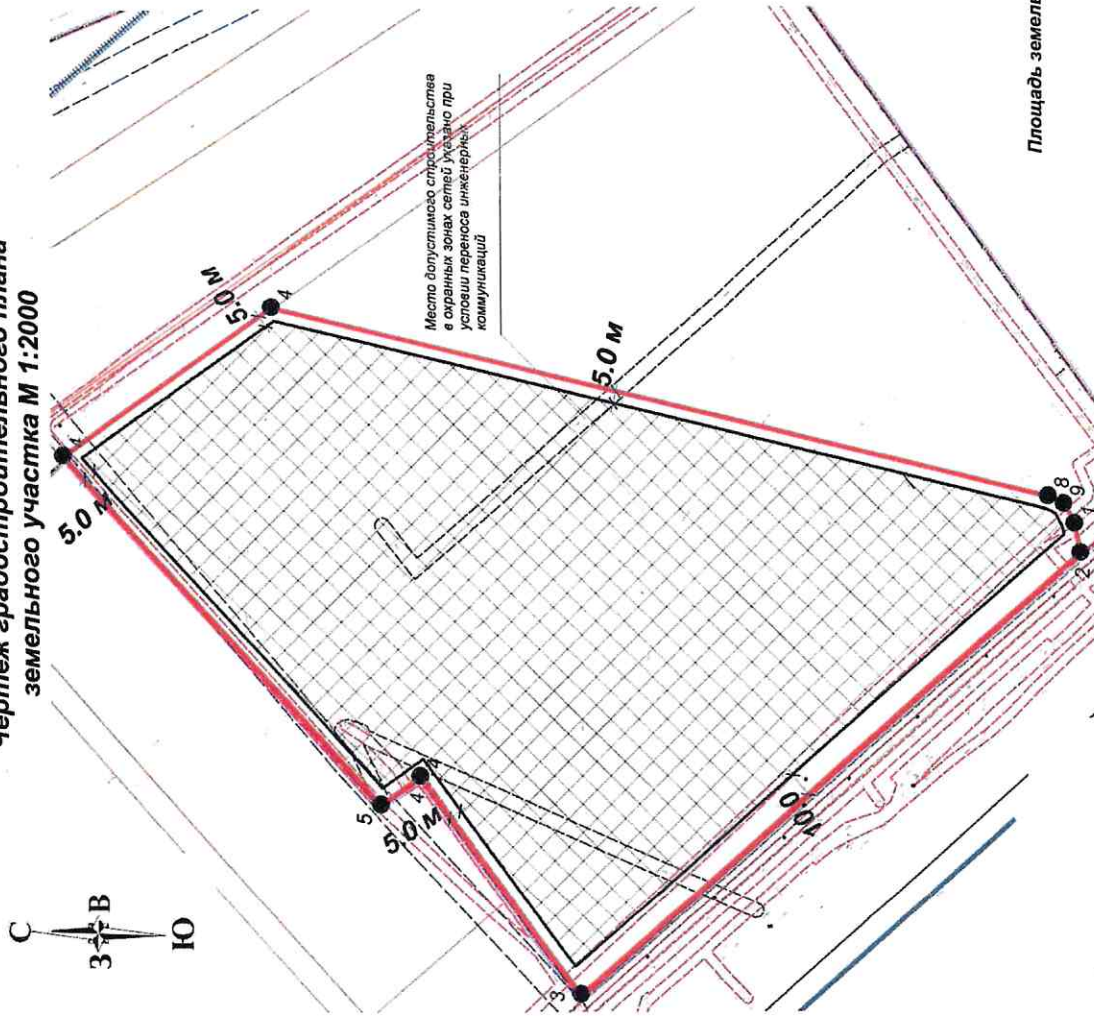 Чертеж градостроительного плана
земельного участка М 1:2000
С
З В
Ю
5.0 м
5.0 м
4
Место допустимого строительства
в охранных зонах сетей указано при
условии переноса инженерных
коммуникаций
5.0 м
5
4
5.0 м
3
10.0
8
9
1
2
Площадь земель